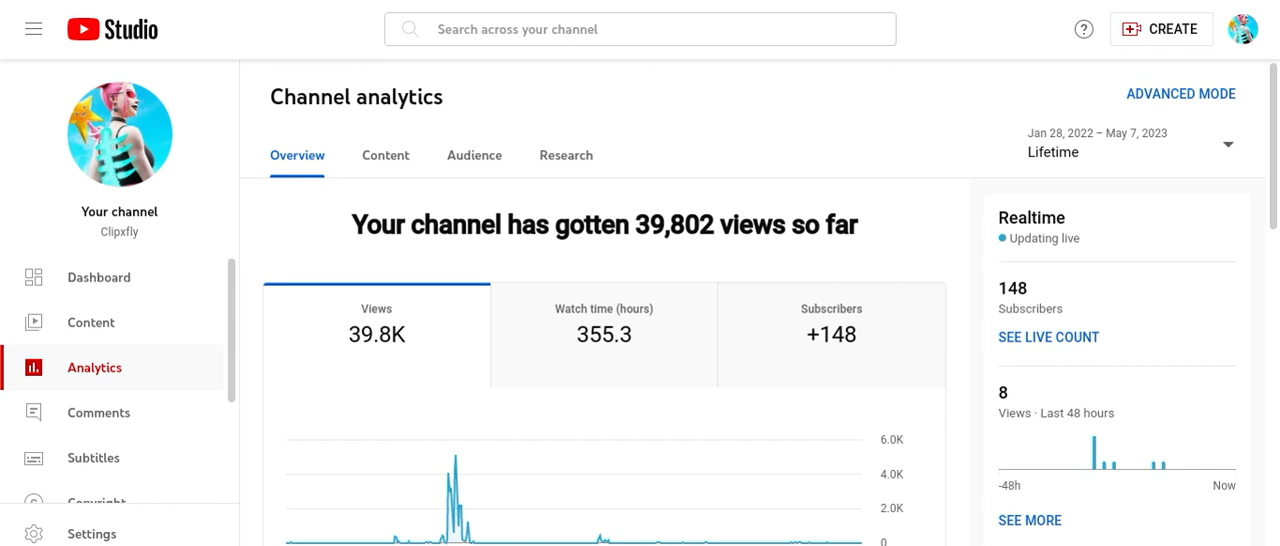 Studio
Search across your channel
CREATE
Your channel
Clipxfly
Dashboard
Content
Analytics
Comments
Subtitles
Copyright
Settings
Channel analytics
ADVANCED MODE
Overview
Content
Audience
Research
Jan 28, 2022 – May 7, 2023
Lifetime
Your channel has gotten 39,802 views so far
Views
39.8K
Watch time (hours)
355.3
Subscribers
+148
6.0K
4.0K
2.0K
0
Realtime
Updating live
148
Subscribers
SEE LIVE COUNT
8
Views · Last 48 hours
-48h
Now
SEE MORE